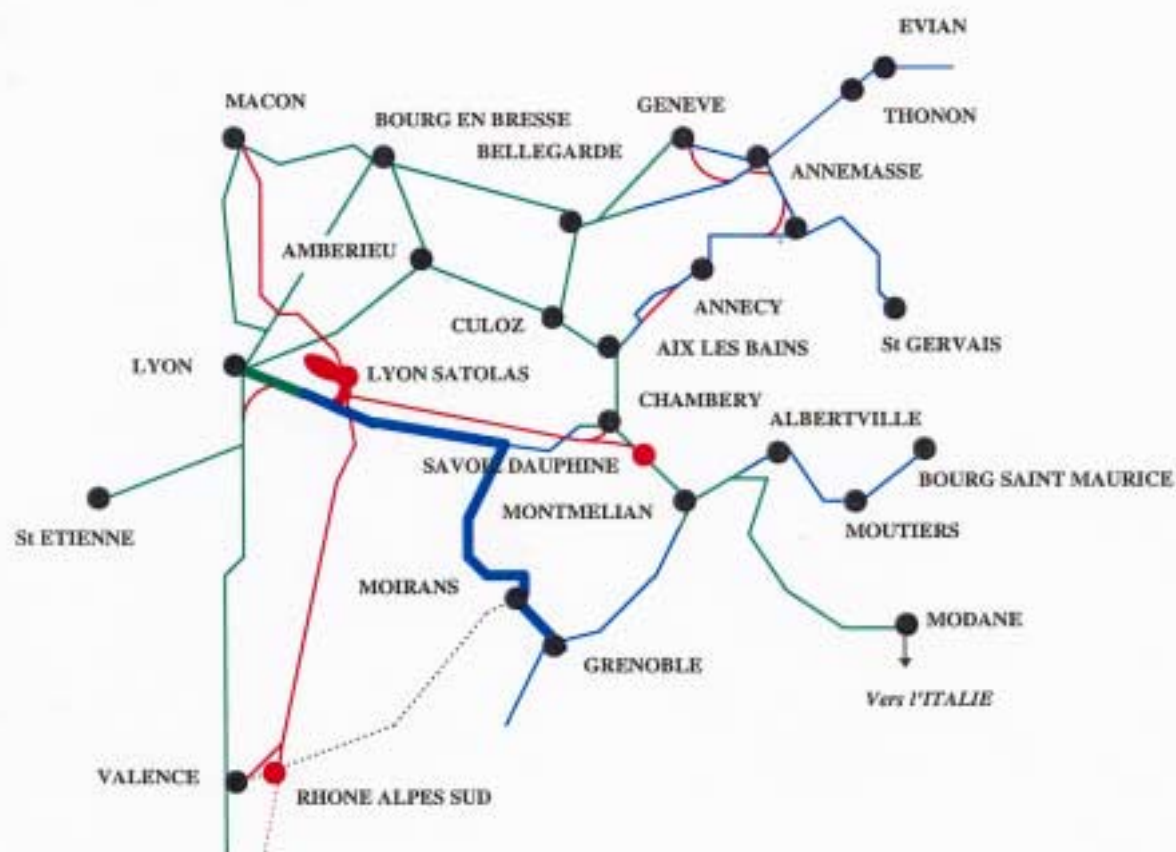 EVIAN
MACON
GENEVE
THONON
BOURG EN BRESSE
BELLEGARDE
ANNEMASSE
AMBERIEU
ANNECY
CULOZ
AIX LES BAINS
St GERVAIS
LYON
LYON SATOLAS
CHAMBERY
ALBERTVILLE
SAVOIE DAUPHINE
BOURG SAINT MAURICE
MONTMELIAN
MOUTIERS
St ETIENNE
MOIRANS
MODANE
GRENOBLE
Vers l'ITALIE
VALENCE
RHONE ALPES SUD